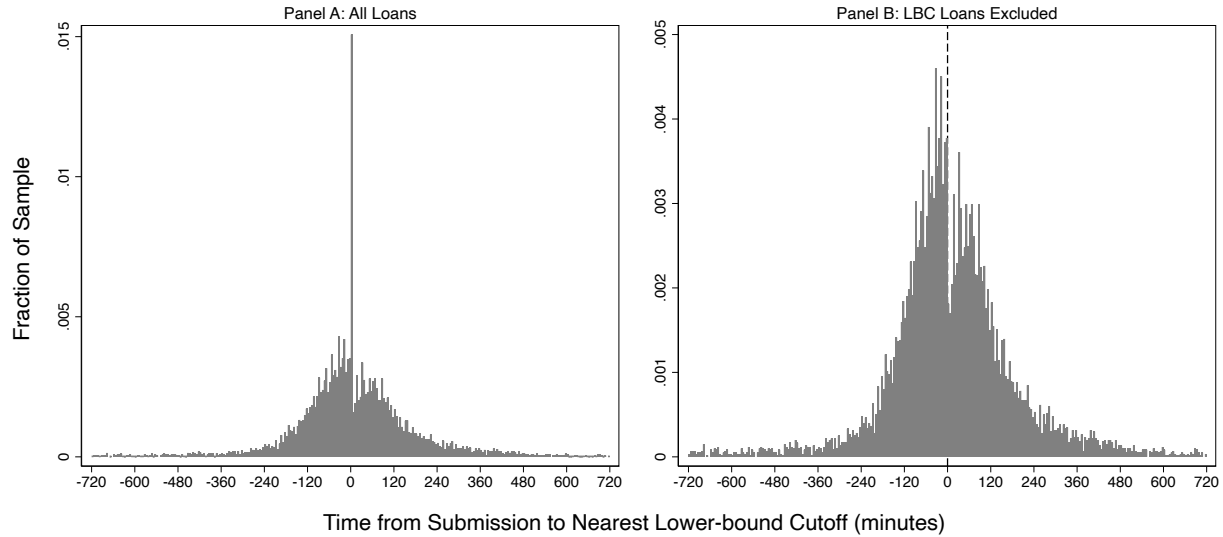 Panel A: All Loans
Panel B: LBC Loans Excluded
Fraction of Sample
.015
.01
.005
0
-720 -600 -480 -360 -240 -120 0 120 240 360 480 600 720
.005
.004
.003
.002
.001
0
-720 -600 -480 -360 -240 -120 0 120 240 360 480 600 720
Time from Submission to Nearest Lower-bound Cutoff (minutes)